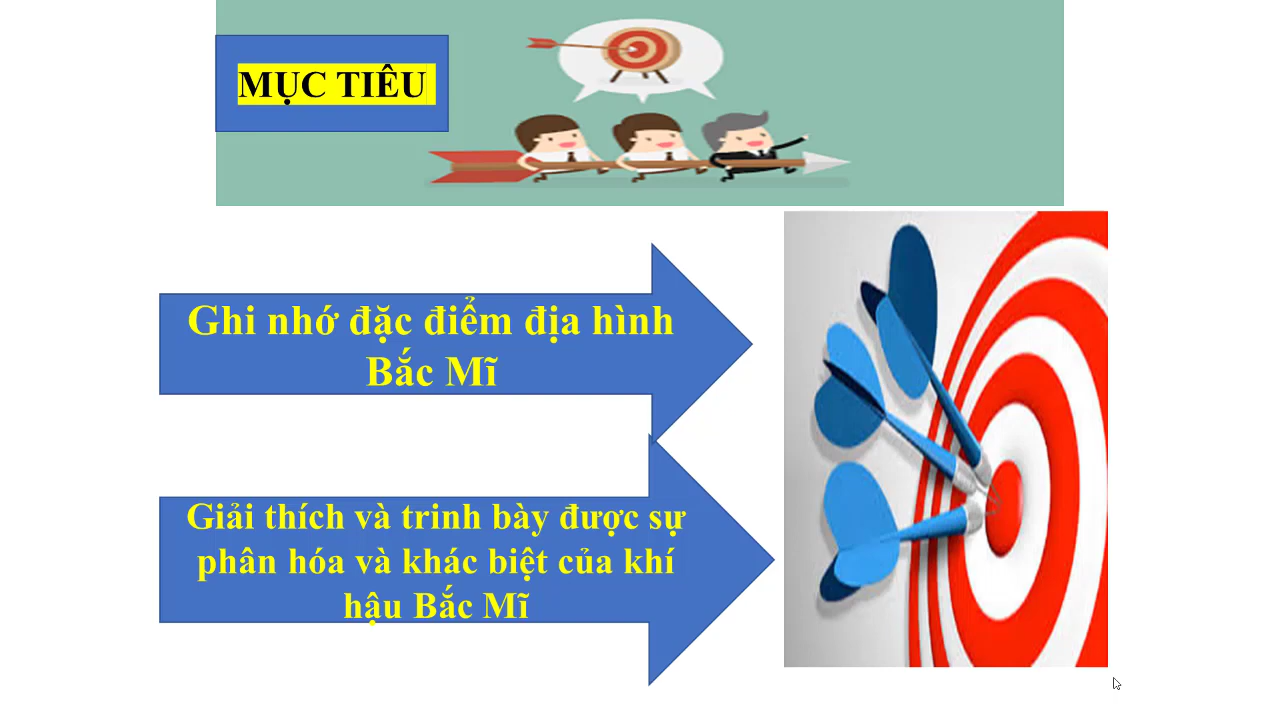 MỤC TIÊU
Ghi nhớ đặc điểm địa hình
Bắc Mĩ
Giải thích và trinh bày được sự
phân hóa và khác biệt của khí
hậu Bắc Mĩ